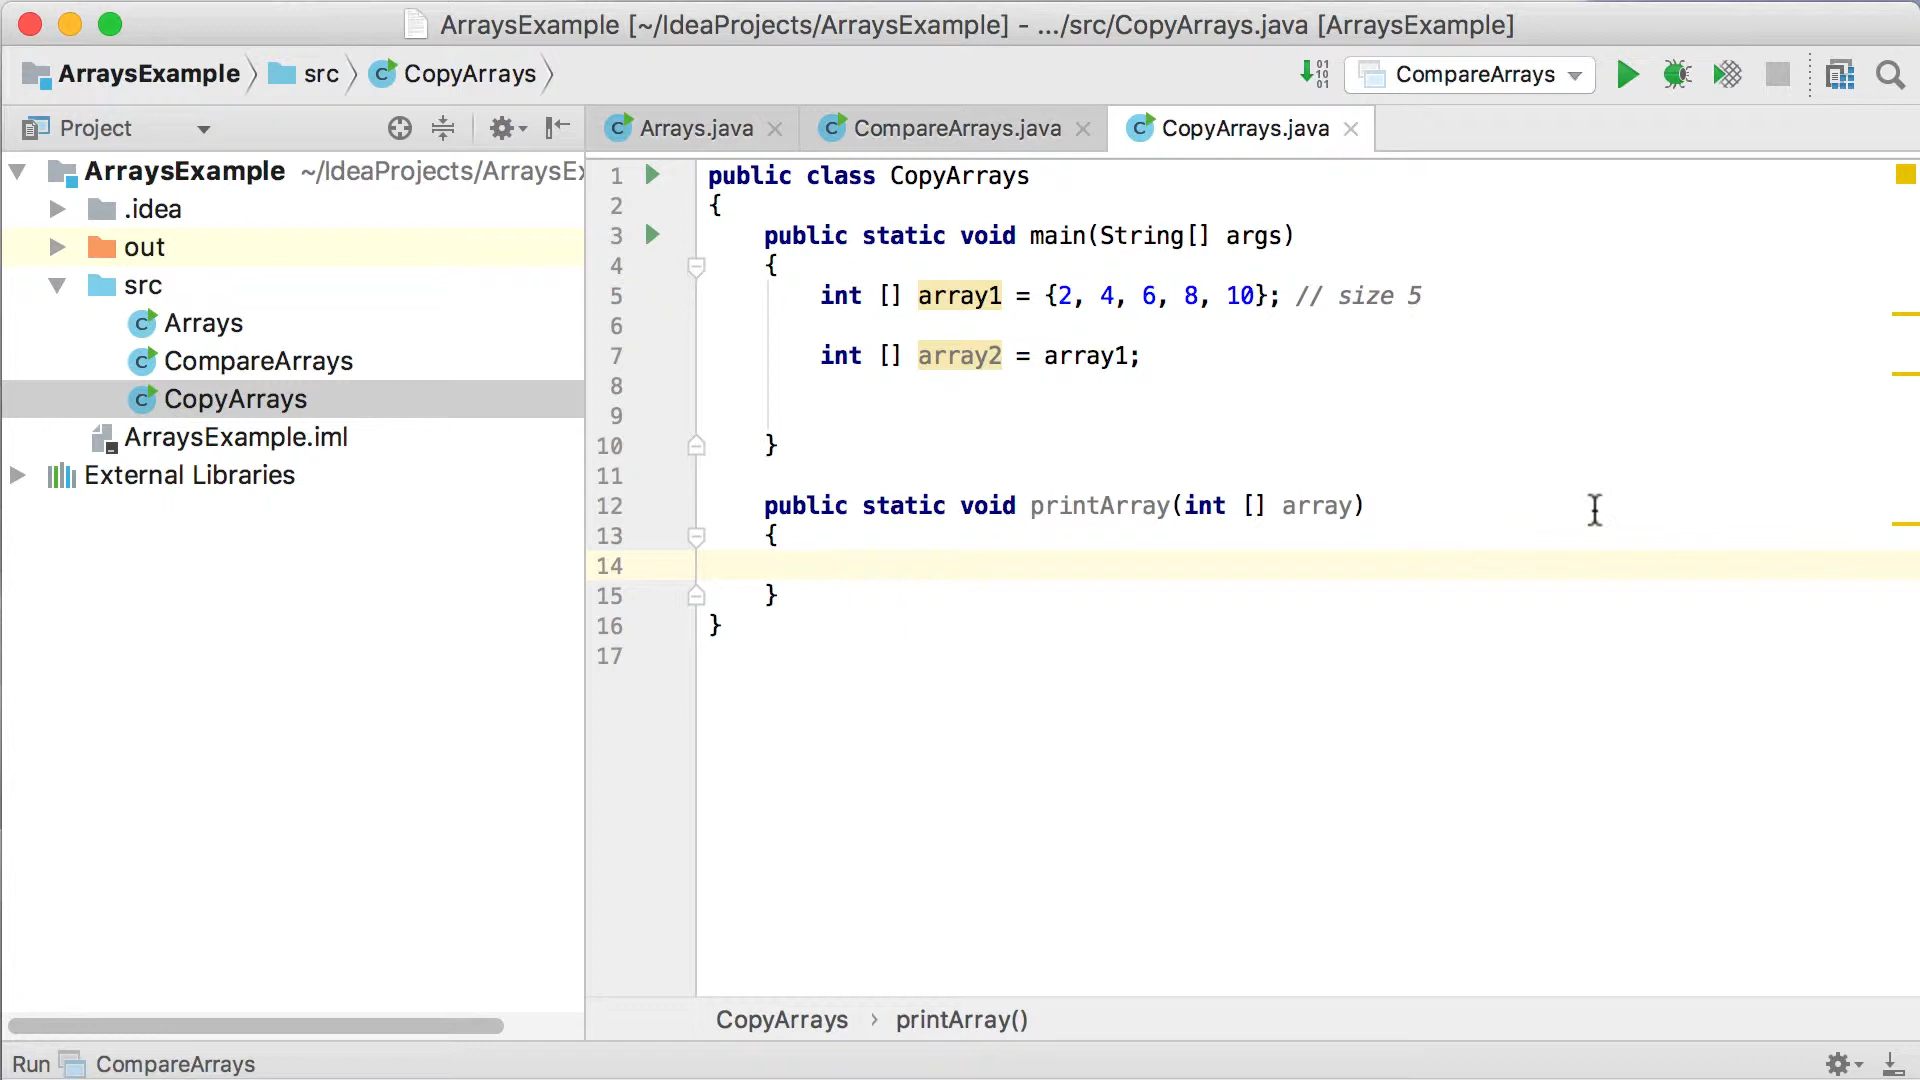 ArraysExample [~/IdeaProjects/ArraysExample] - .../src/CopyArrays.java [ArraysExample]
ArraysExample src CopyArrays CompareArrays
Project
Arrays.java CompareArrays.java CopyArrays.java
ArraysExample ~/IdeaProjects/ArraysE
.idea
out
src
Arrays
CompareArrays
CopyArrays
ArraysExample.iml
External Libraries
1 public class CopyArrays
2 {
3 public static void main(String[] args)
4 {
5 int [] array1 = {2, 4, 6, 8, 10}; // size 5
6
7 int [] array2 = array1;
8
9
10 }
11
12 public static void printArray(int [] array)
13 {
14
15 }
16 }
17
CopyArrays › printArray()
Run CompareArrays